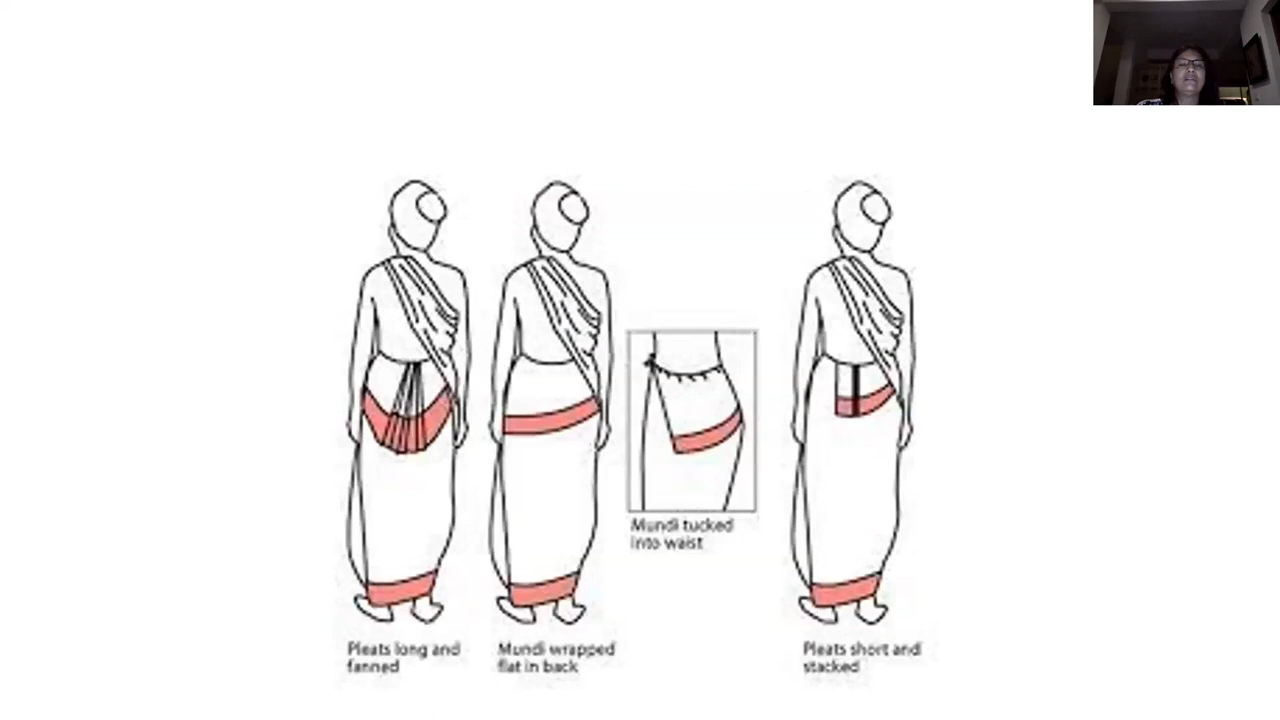 Mundi tucked
into waist
Pleats long and
fanned
Mundi wrapped
flat in back
Pleats short and
stacked